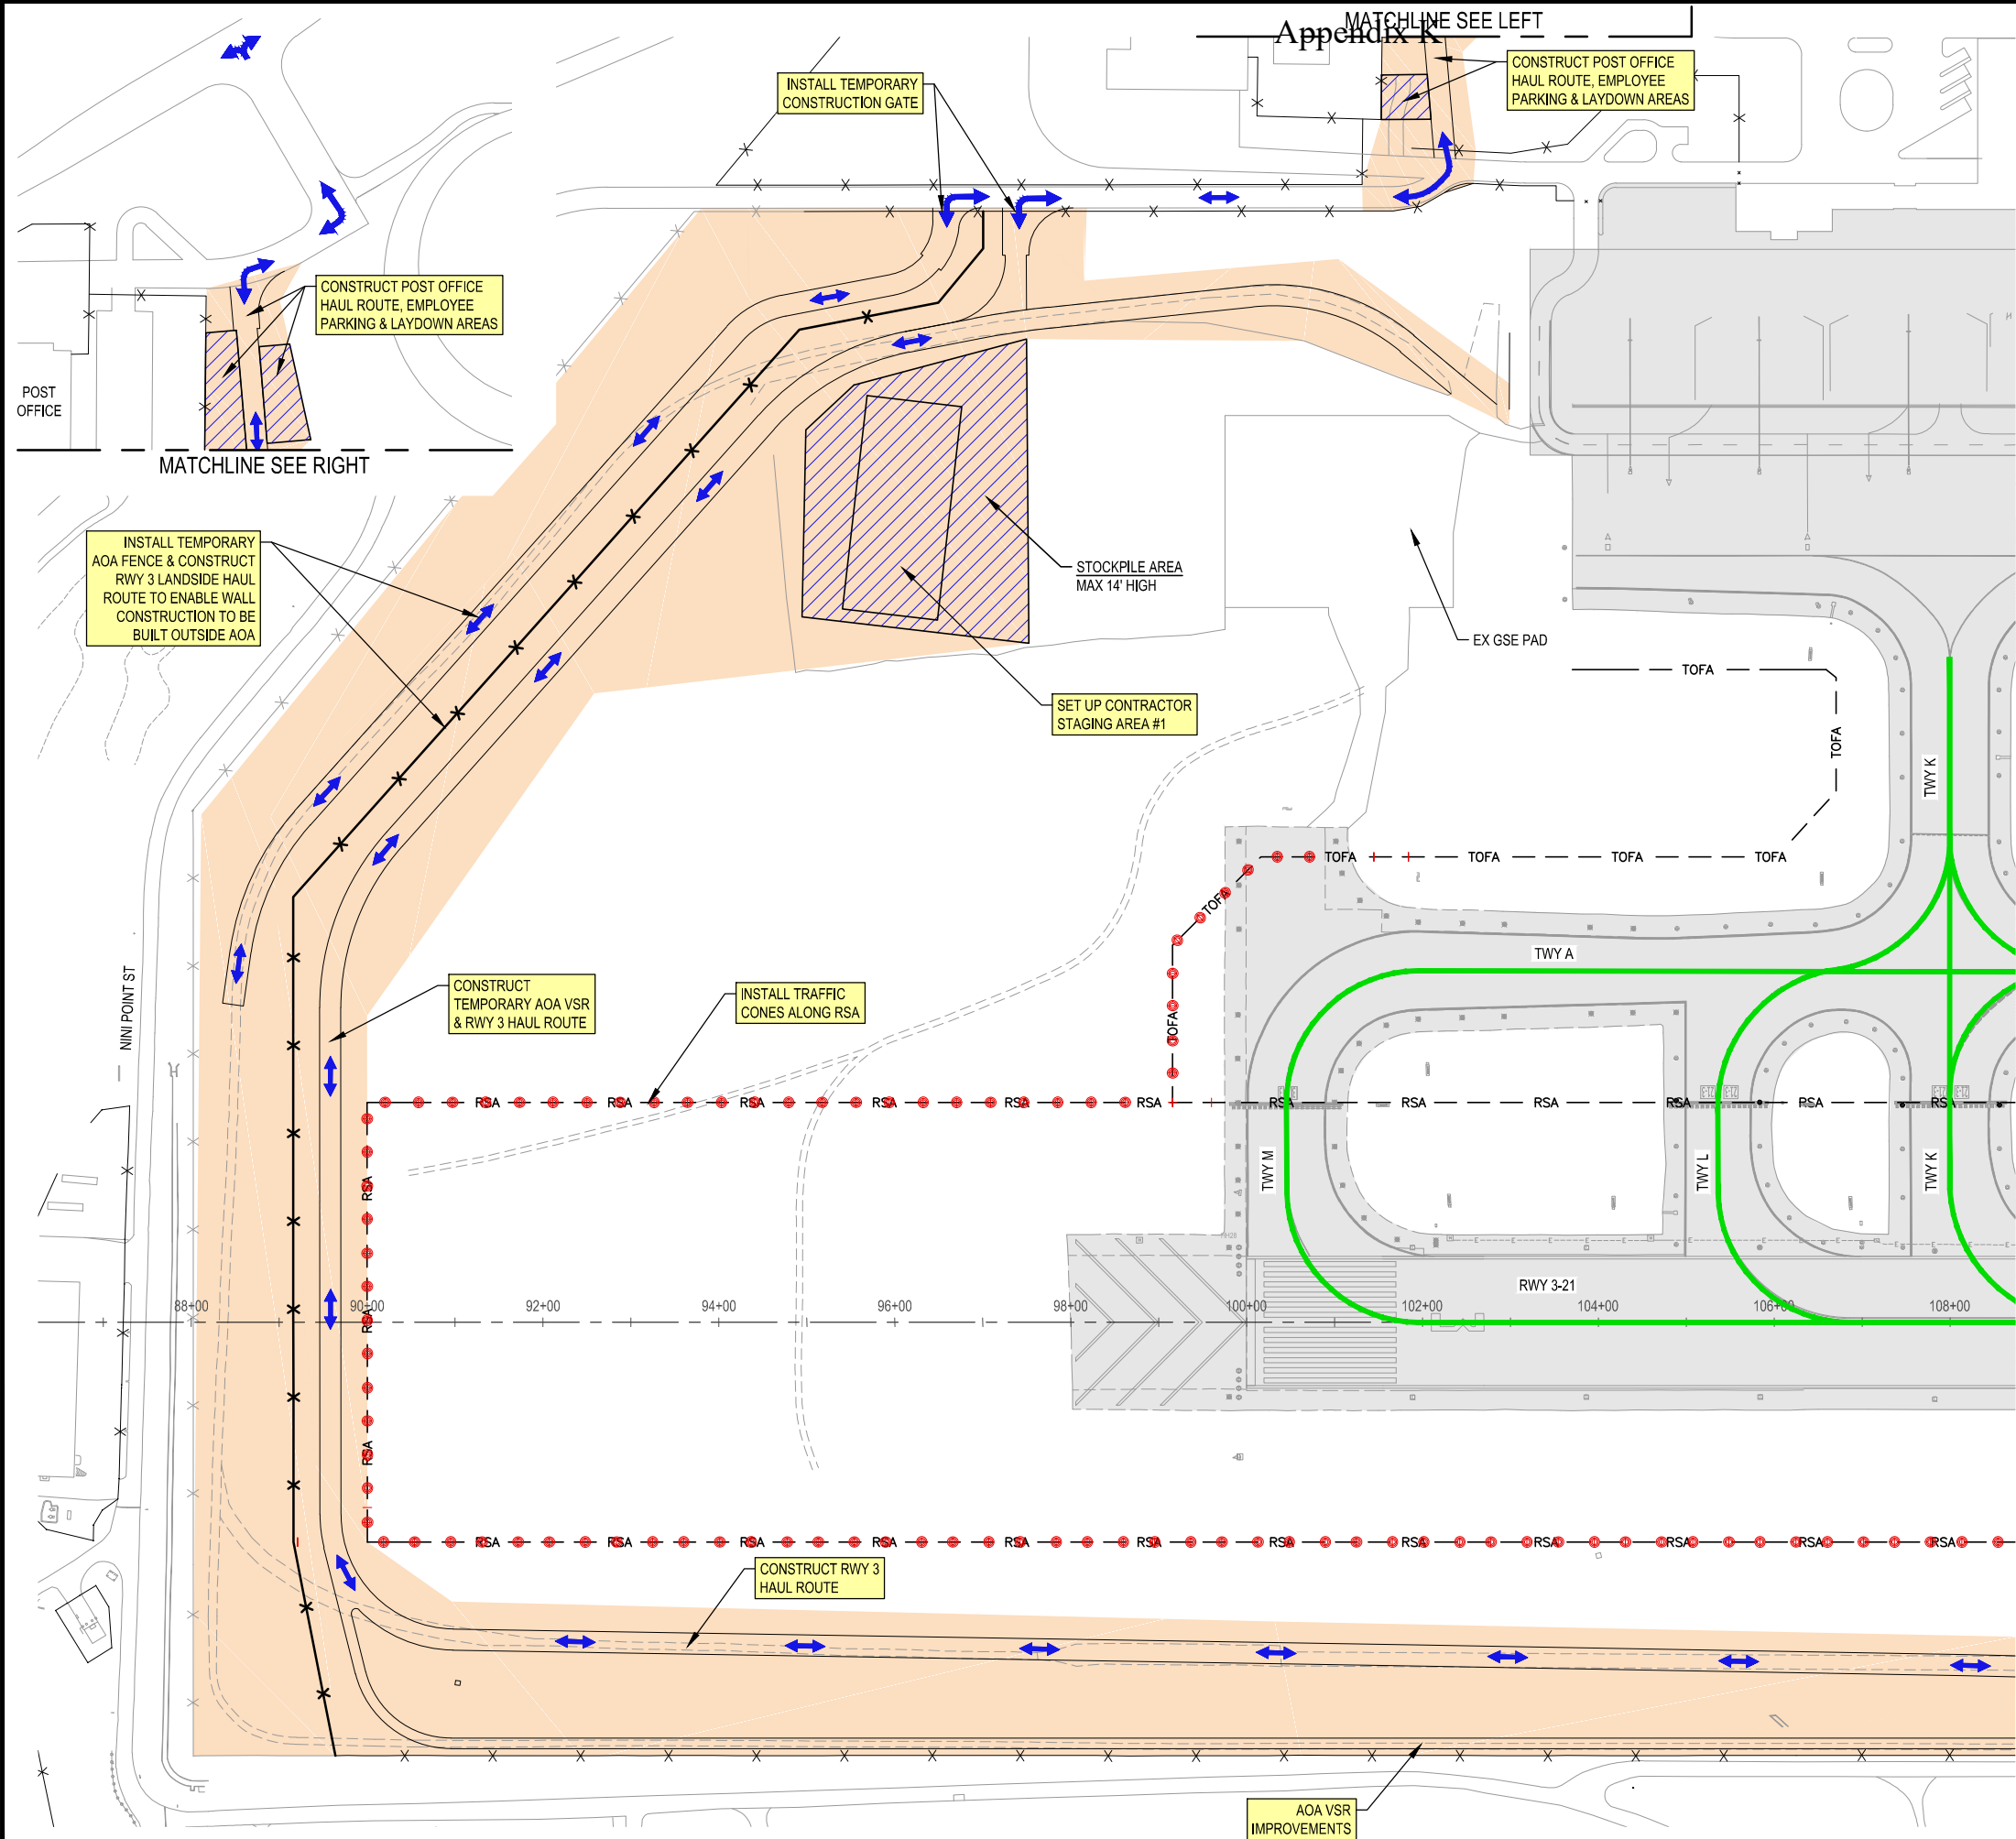 Appendix K
MATCHLINE SEE LEFT
INSTALL TEMPORARY
CONSTRUCTION GATE
CONSTRUCT POST OFFICE
HAUL ROUTE, EMPLOYEE
PARKING & LAYDOWN AREAS
CONSTRUCT POST OFFICE
HAUL ROUTE, EMPLOYEE
PARKING & LAYDOWN AREAS
POST
OFFICE
MATCHLINE SEE RIGHT
INSTALL TEMPORARY
AOA FENCE & CONSTRUCT
RWY 3 LANDSIDE HAUL
ROUTE TO ENABLE WALL
CONSTRUCTION TO BE
BUILT OUTSIDE AOA
STOCKPILE AREA
MAX 14' HIGH
EX GSE PAD
SET UP CONTRACTOR
STAGING AREA #1
TOFA
TOFA
TWY K
TOFA
TOFA
TOFA
TOFA
TOFA
TOFA
TWY A
NINI POINT ST
CONSTRUCT
TEMPORARY AOA VSR
& RWY 3 HAUL ROUTE
INSTALL TRAFFIC
CONES ALONG RSA
RSA
RSA
RSA
RSA
RSA
RSA
RSA
RSA
RSA
RSA
RSA
RSA
RSA
TWY M
TWY L
TWY K
RWY 3-21
88+00
90+00
92+00
94+00
96+00
98+00
100+00
102+00
104+00
106+00
108+00
RSA
RSA
RSA
RSA
RSA
RSA
RSA
RSA
RSA
RSA
RSA
RSA
RSA
RSA
CONSTRUCT RWY 3
HAUL ROUTE
AOA VSR
IMPROVEMENTS